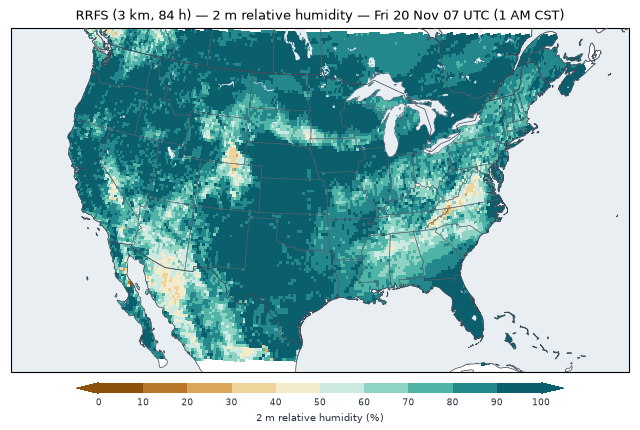 RRFS (3 km, 84 h) — 2 m relative humidity — Fri 20 Nov 07 UTC (1 AM CST)
0 10 20 30 40 50 60 70 80 90 100
2 m relative humidity (%)